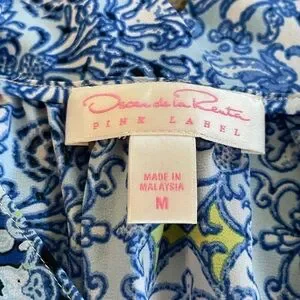 Oscar de la Renta
PINK LABEL
MADE IN
MALAYSIA
M